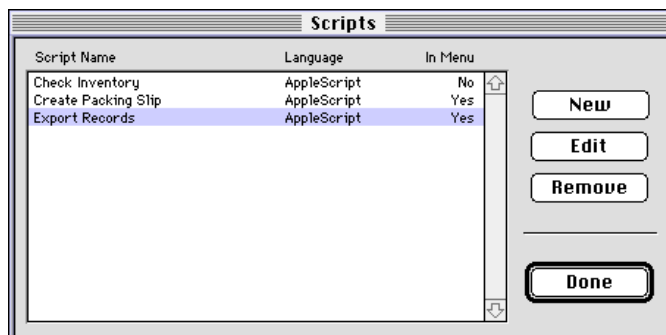 Scripts
Script Name Language In Menu
Check Inventory AppleScript No
Create Packing Slip AppleScript Yes
Export Records AppleScript Yes
New
Edit
Remove
Done